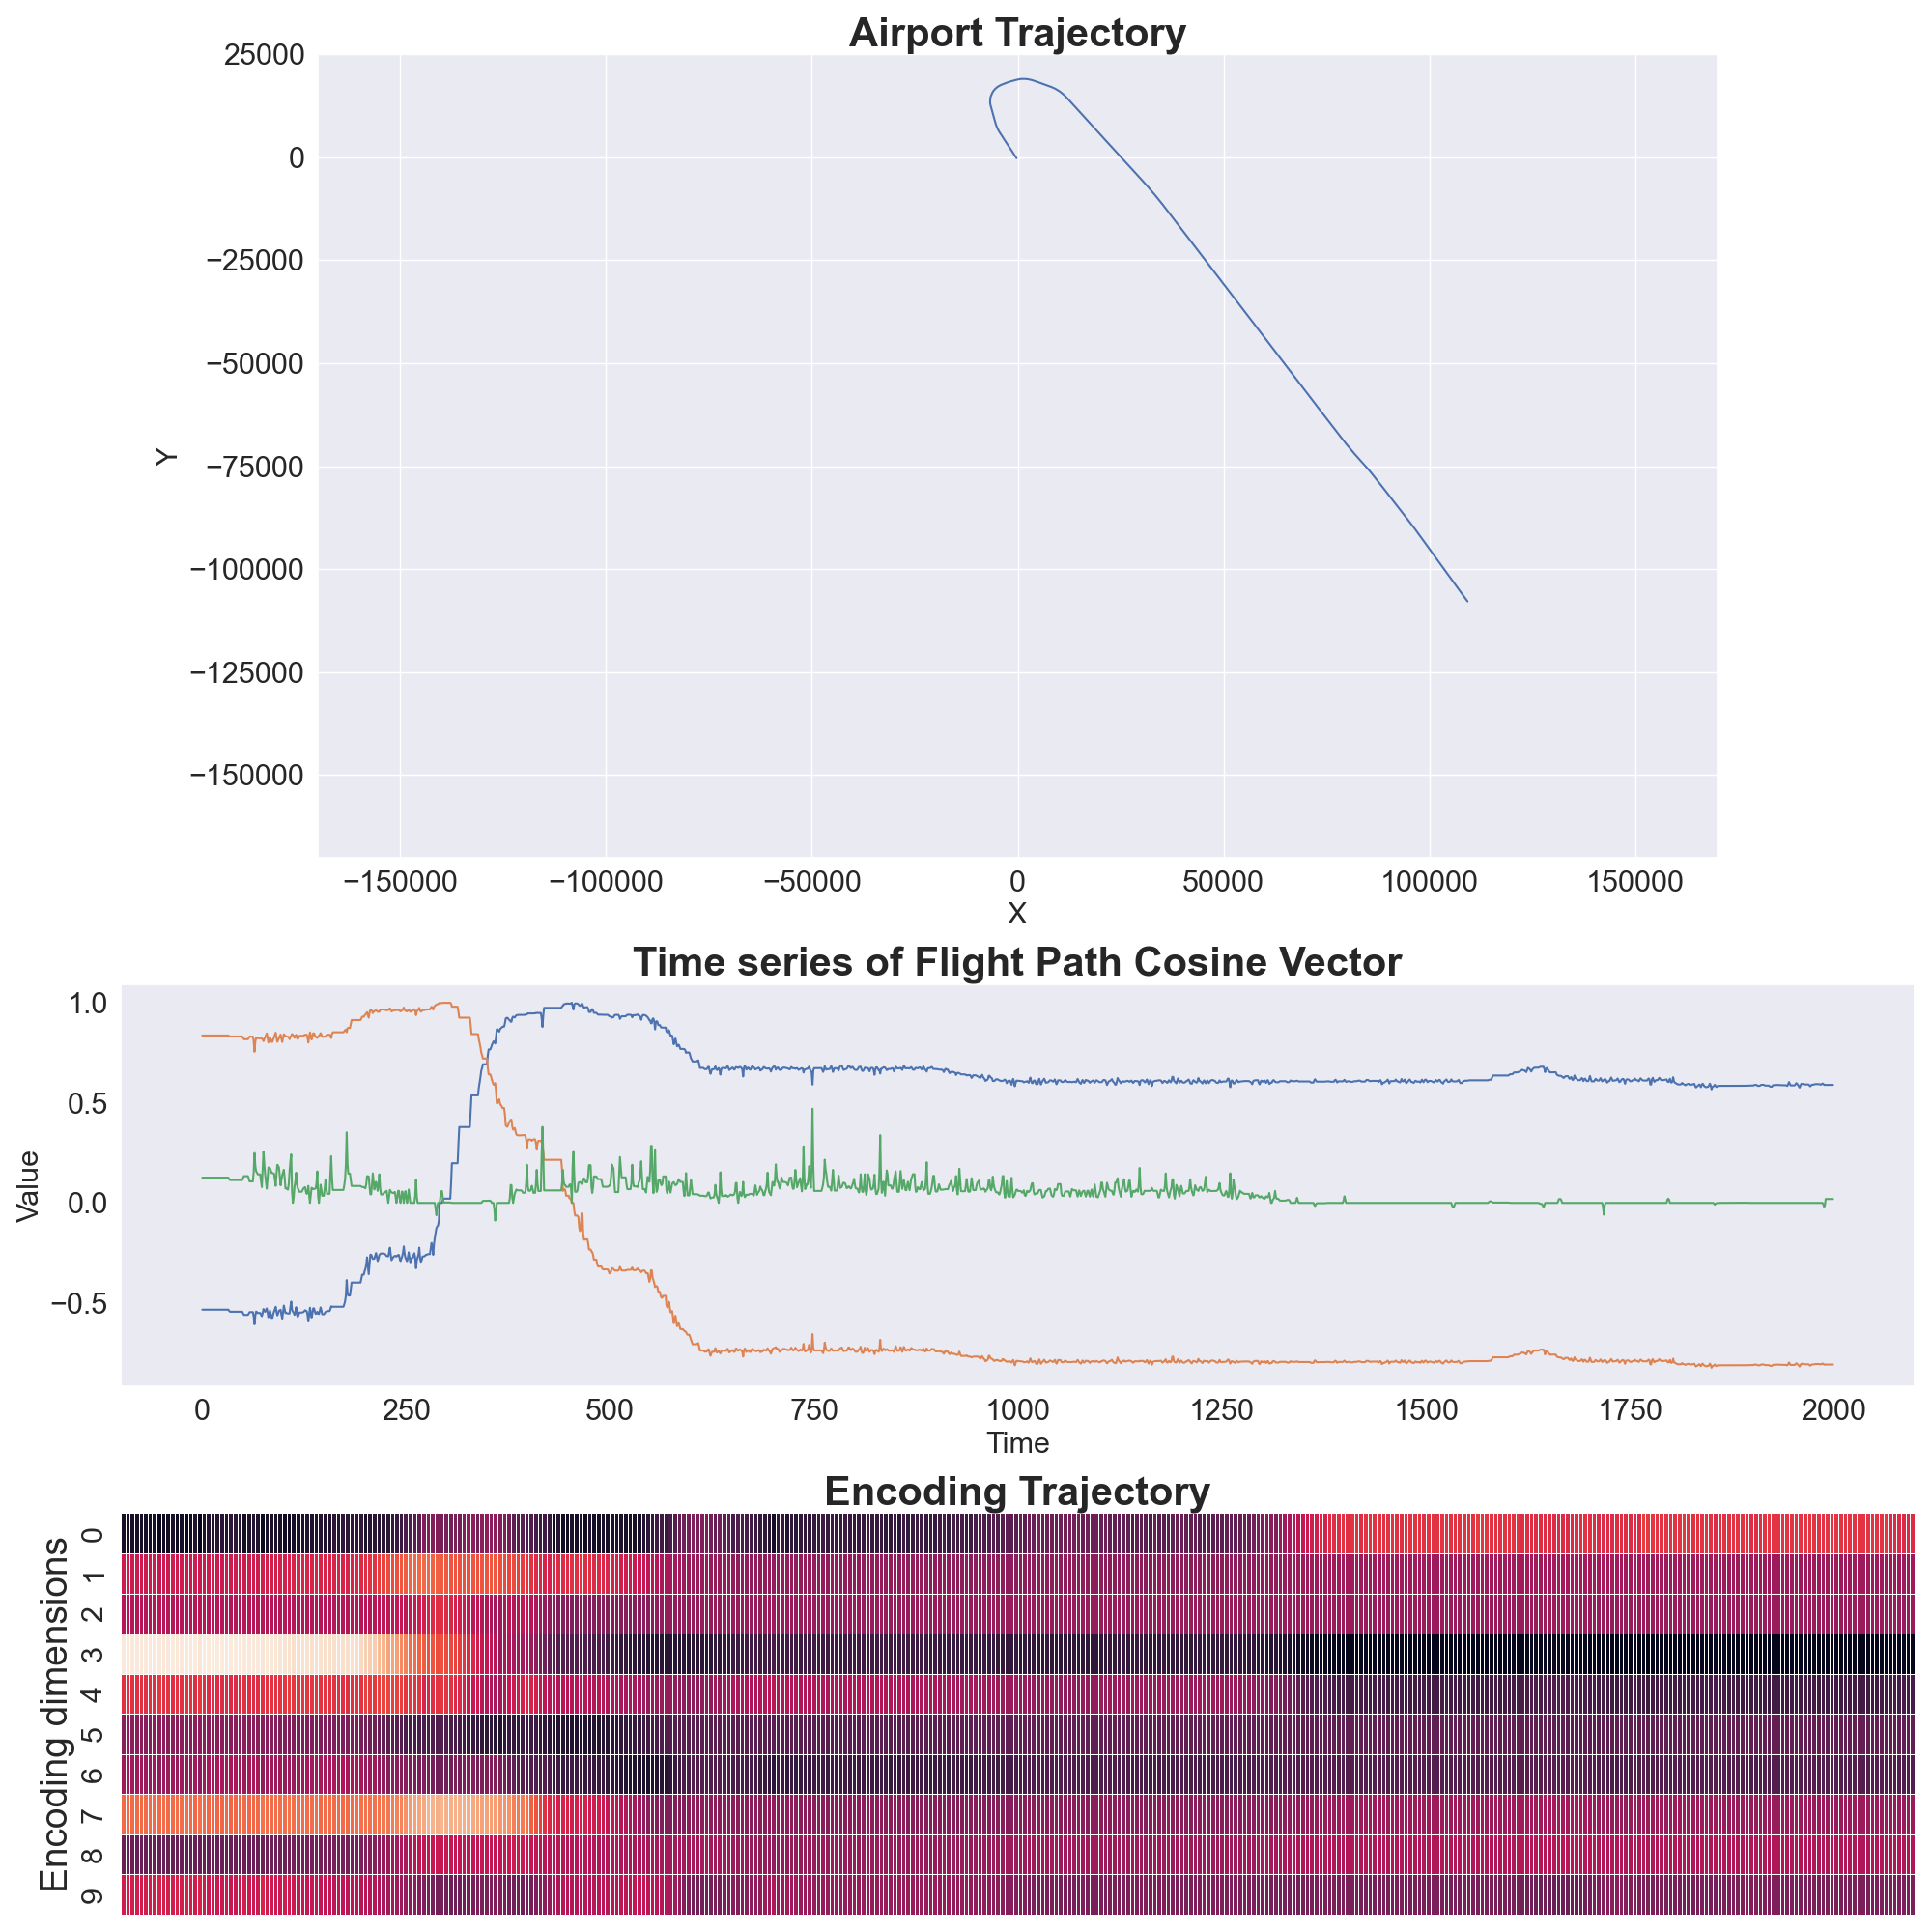 Airport Trajectory
25000
0
−25000
−50000
−75000
−100000
−125000
−150000
Y
−150000 −100000 −50000 0 50000 100000 150000
X
Time series of Flight Path Cosine Vector
1.0
0.5
0.0
−0.5
Value
0 250 500 750 1000 1250 1500 1750 2000
Time
Encoding Trajectory
Encoding dimensions
0
1
2
3
4
5
6
7
8
9